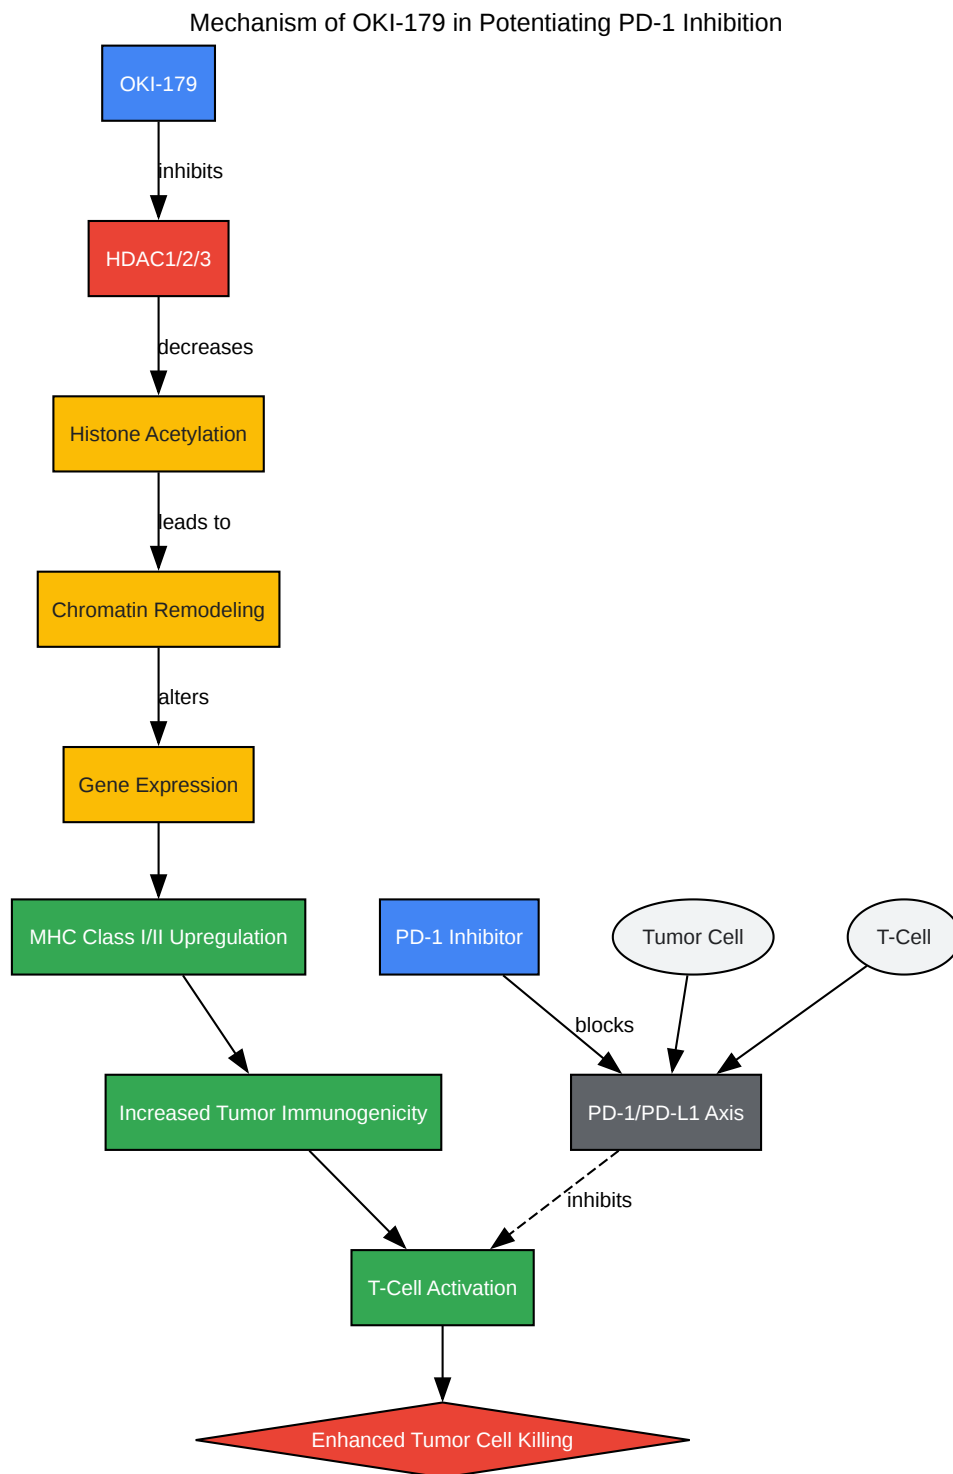 Mechanism of OKI-179 in Potentiating PD-1 Inhibition
OKI-179
inhibits
HDAC1/2/3
decreases
Histone Acetylation
leads to
Chromatin Remodeling
alters
Gene Expression
MHC Class I/II Upregulation
PD-1 Inhibitor
Tumor Cell
T-Cell
blocks
Increased Tumor Immunogenicity
PD-1/PD-L1 Axis
inhibits
T-Cell Activation
Enhanced Tumor Cell Killing